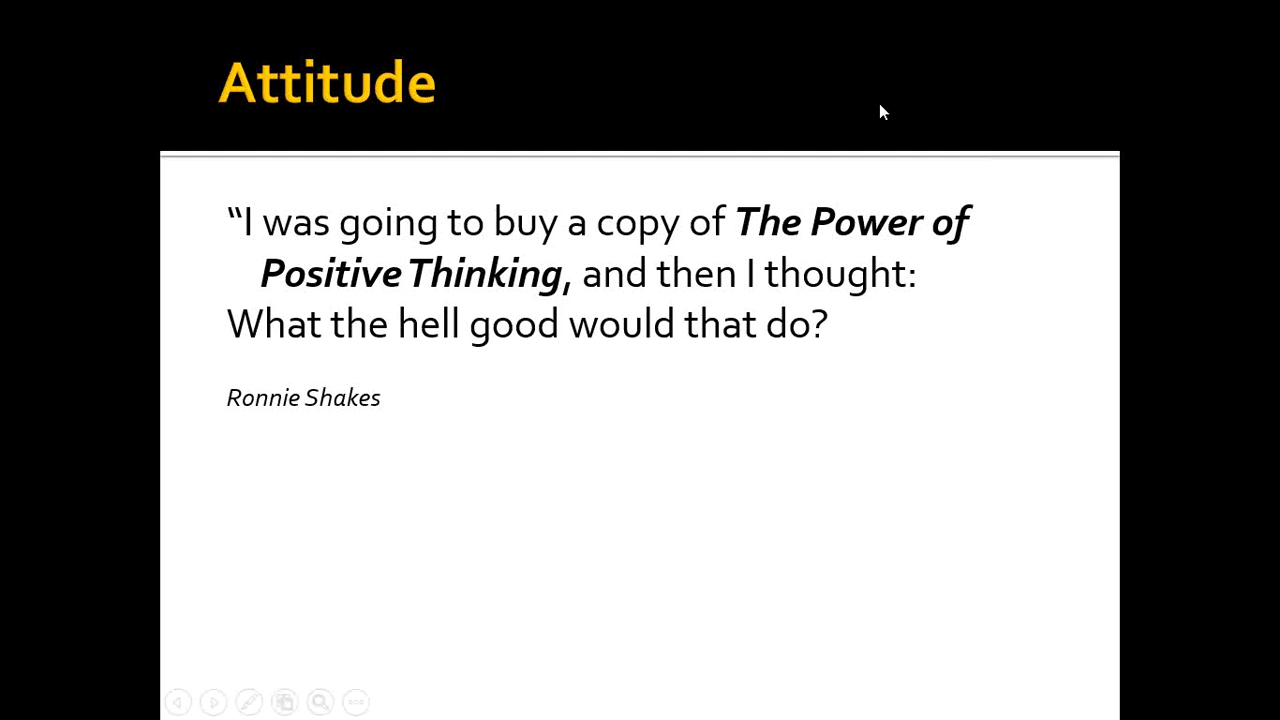 Attitude
“I was going to buy a copy of The Power of
Positive Thinking, and then I thought:
What the hell good would that do?
Ronnie Shakes